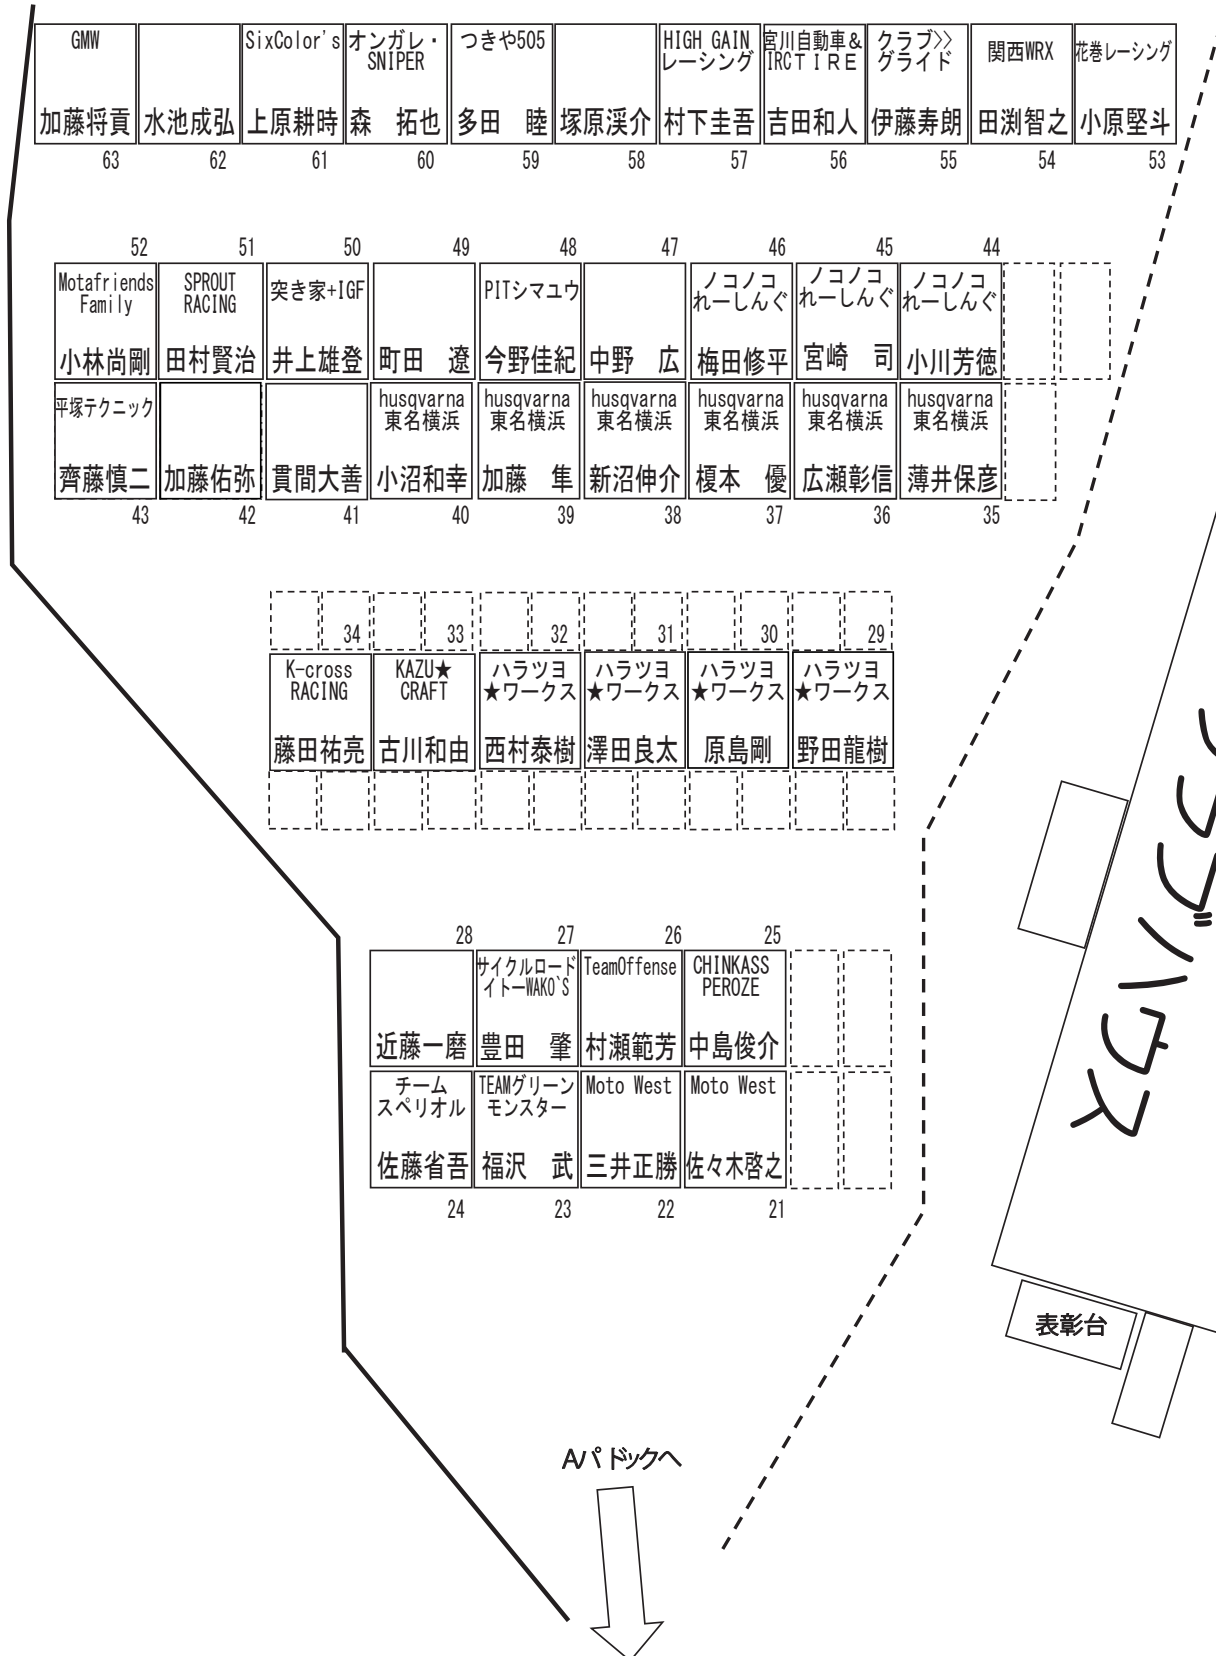 GMW
加藤将貢
63
水池成弘
62
SixColor's
上原耕時
61
オンガレ・
SNIPER
森　拓也
60
つきや505
多田　睦
59
塚原渓介
58
HIGH GAIN
レーシング
村下圭吾
57
宮川自動車&
IRCＴＩＲＥ
吉田和人
56
クラブ>>
グライド
伊藤寿朗
55
関西WRX
田渕智之
54
花巻レーシング
小原堅斗
53
52
Motafriends
Family
小林尚剛
51
SPROUT
RACING
田村賢治
50
突き家+IGF
井上雄登
49
町田　遼
48
PITシマユウ
今野佳紀
47
中野　広
46
ノコノコ
れーしんぐ
梅田修平
45
ノコノコ
れーしんぐ
宮崎　司
44
ノコノコ
れーしんぐ
小川芳徳
平塚テクニック
齊藤慎二
43
加藤佑弥
42
貫間大善
41
husqvarna
東名横浜
小沼和幸
40
husqvarna
東名横浜
加藤　隼
39
husqvarna
東名横浜
新沼伸介
38
husqvarna
東名横浜
榎本　優
37
husqvarna
東名横浜
広瀬彰信
36
husqvarna
東名横浜
薄井保彦
35
34
K-cross
RACING
藤田祐亮
33
KAZU★
CRAFT
古川和由
32
ハラツヨ
★ワークス
西村泰樹
31
ハラツヨ
★ワークス
澤田良太
30
ハラツヨ
★ワークス
原島剛
29
ハラツヨ
★ワークス
野田龍樹
クラブハウス
28
近藤一磨
27
サイクルロード
イトーWAKO`S
豊田　肇
26
TeamOffense
村瀬範芳
25
CHINKASS
PEROZE
中島俊介
チーム
スペリオル
佐藤省吾
24
TEAMグリーン
モンスター
福沢　武
23
Moto West
三井正勝
22
Moto West
佐々木啓之
21
表彰台
Aパドックへ